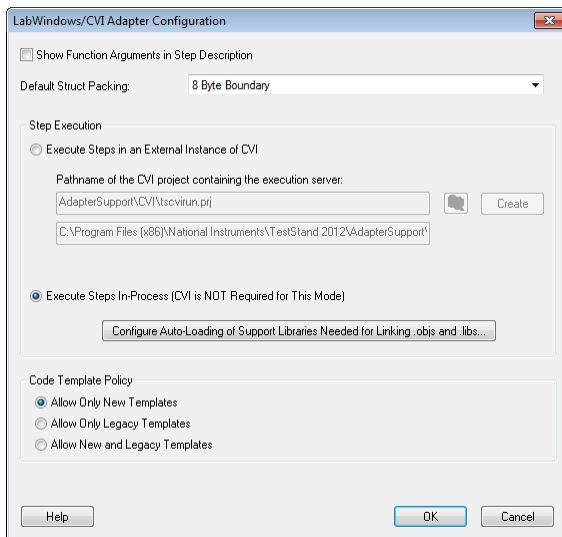 LabWindows/CVI Adapter Configuration
Show Function Arguments in Step Description
Default Struct Packing: 8 Byte Boundary
Step Execution
Execute Steps in an External Instance of CVI
Pathname of the CVI project containing the execution server:
AdapterSupport\CVI\tscvirun.prj Create
C:\Program Files (x86)\National Instruments\TestStand 2012\AdapterSupport\
Execute Steps In-Process (CVI is NOT Required for This Mode)
Configure Auto-Loading of Support Libraries Needed for Linking .objs and .libs...
Code Template Policy
Allow Only New Templates
Allow Only Legacy Templates
Allow New and Legacy Templates
Help OK Cancel